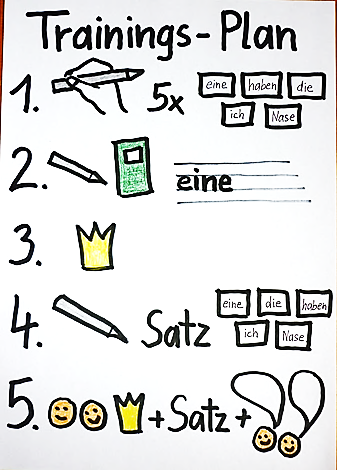 Trainings-Plan
1. 5x eine haben die
ich Nase
2. eine
3.
4. Satz eine die haben
ich Nase
5. + Satz +